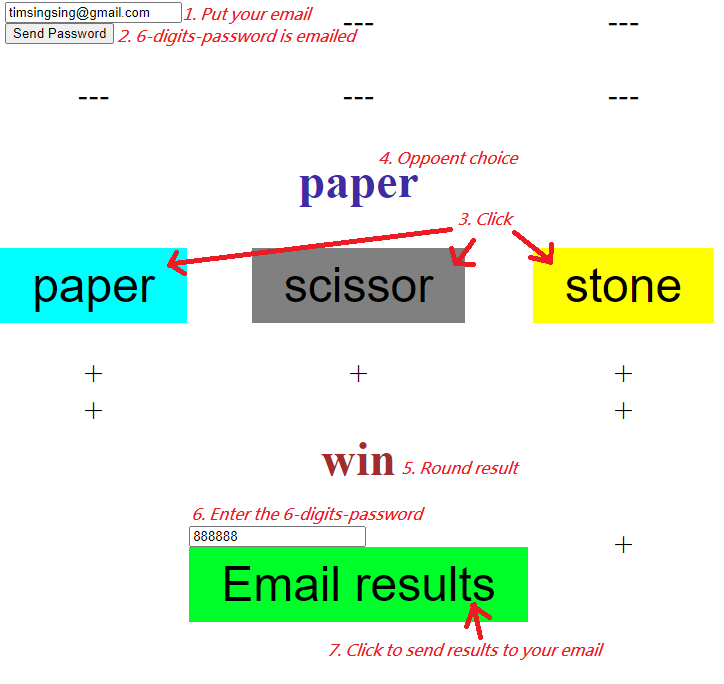 timsingsing@gmail.com 1. Put your email
Send Password 2. 6-digits-password is emailed
--- ---
--- --- ---
4. Oppoent choice
paper
3. Click
paper scissor stone
+ + +
+ +
win 5. Round result
6. Enter the 6-digits-password
888888
+
Email results
7. Click to send results to your email